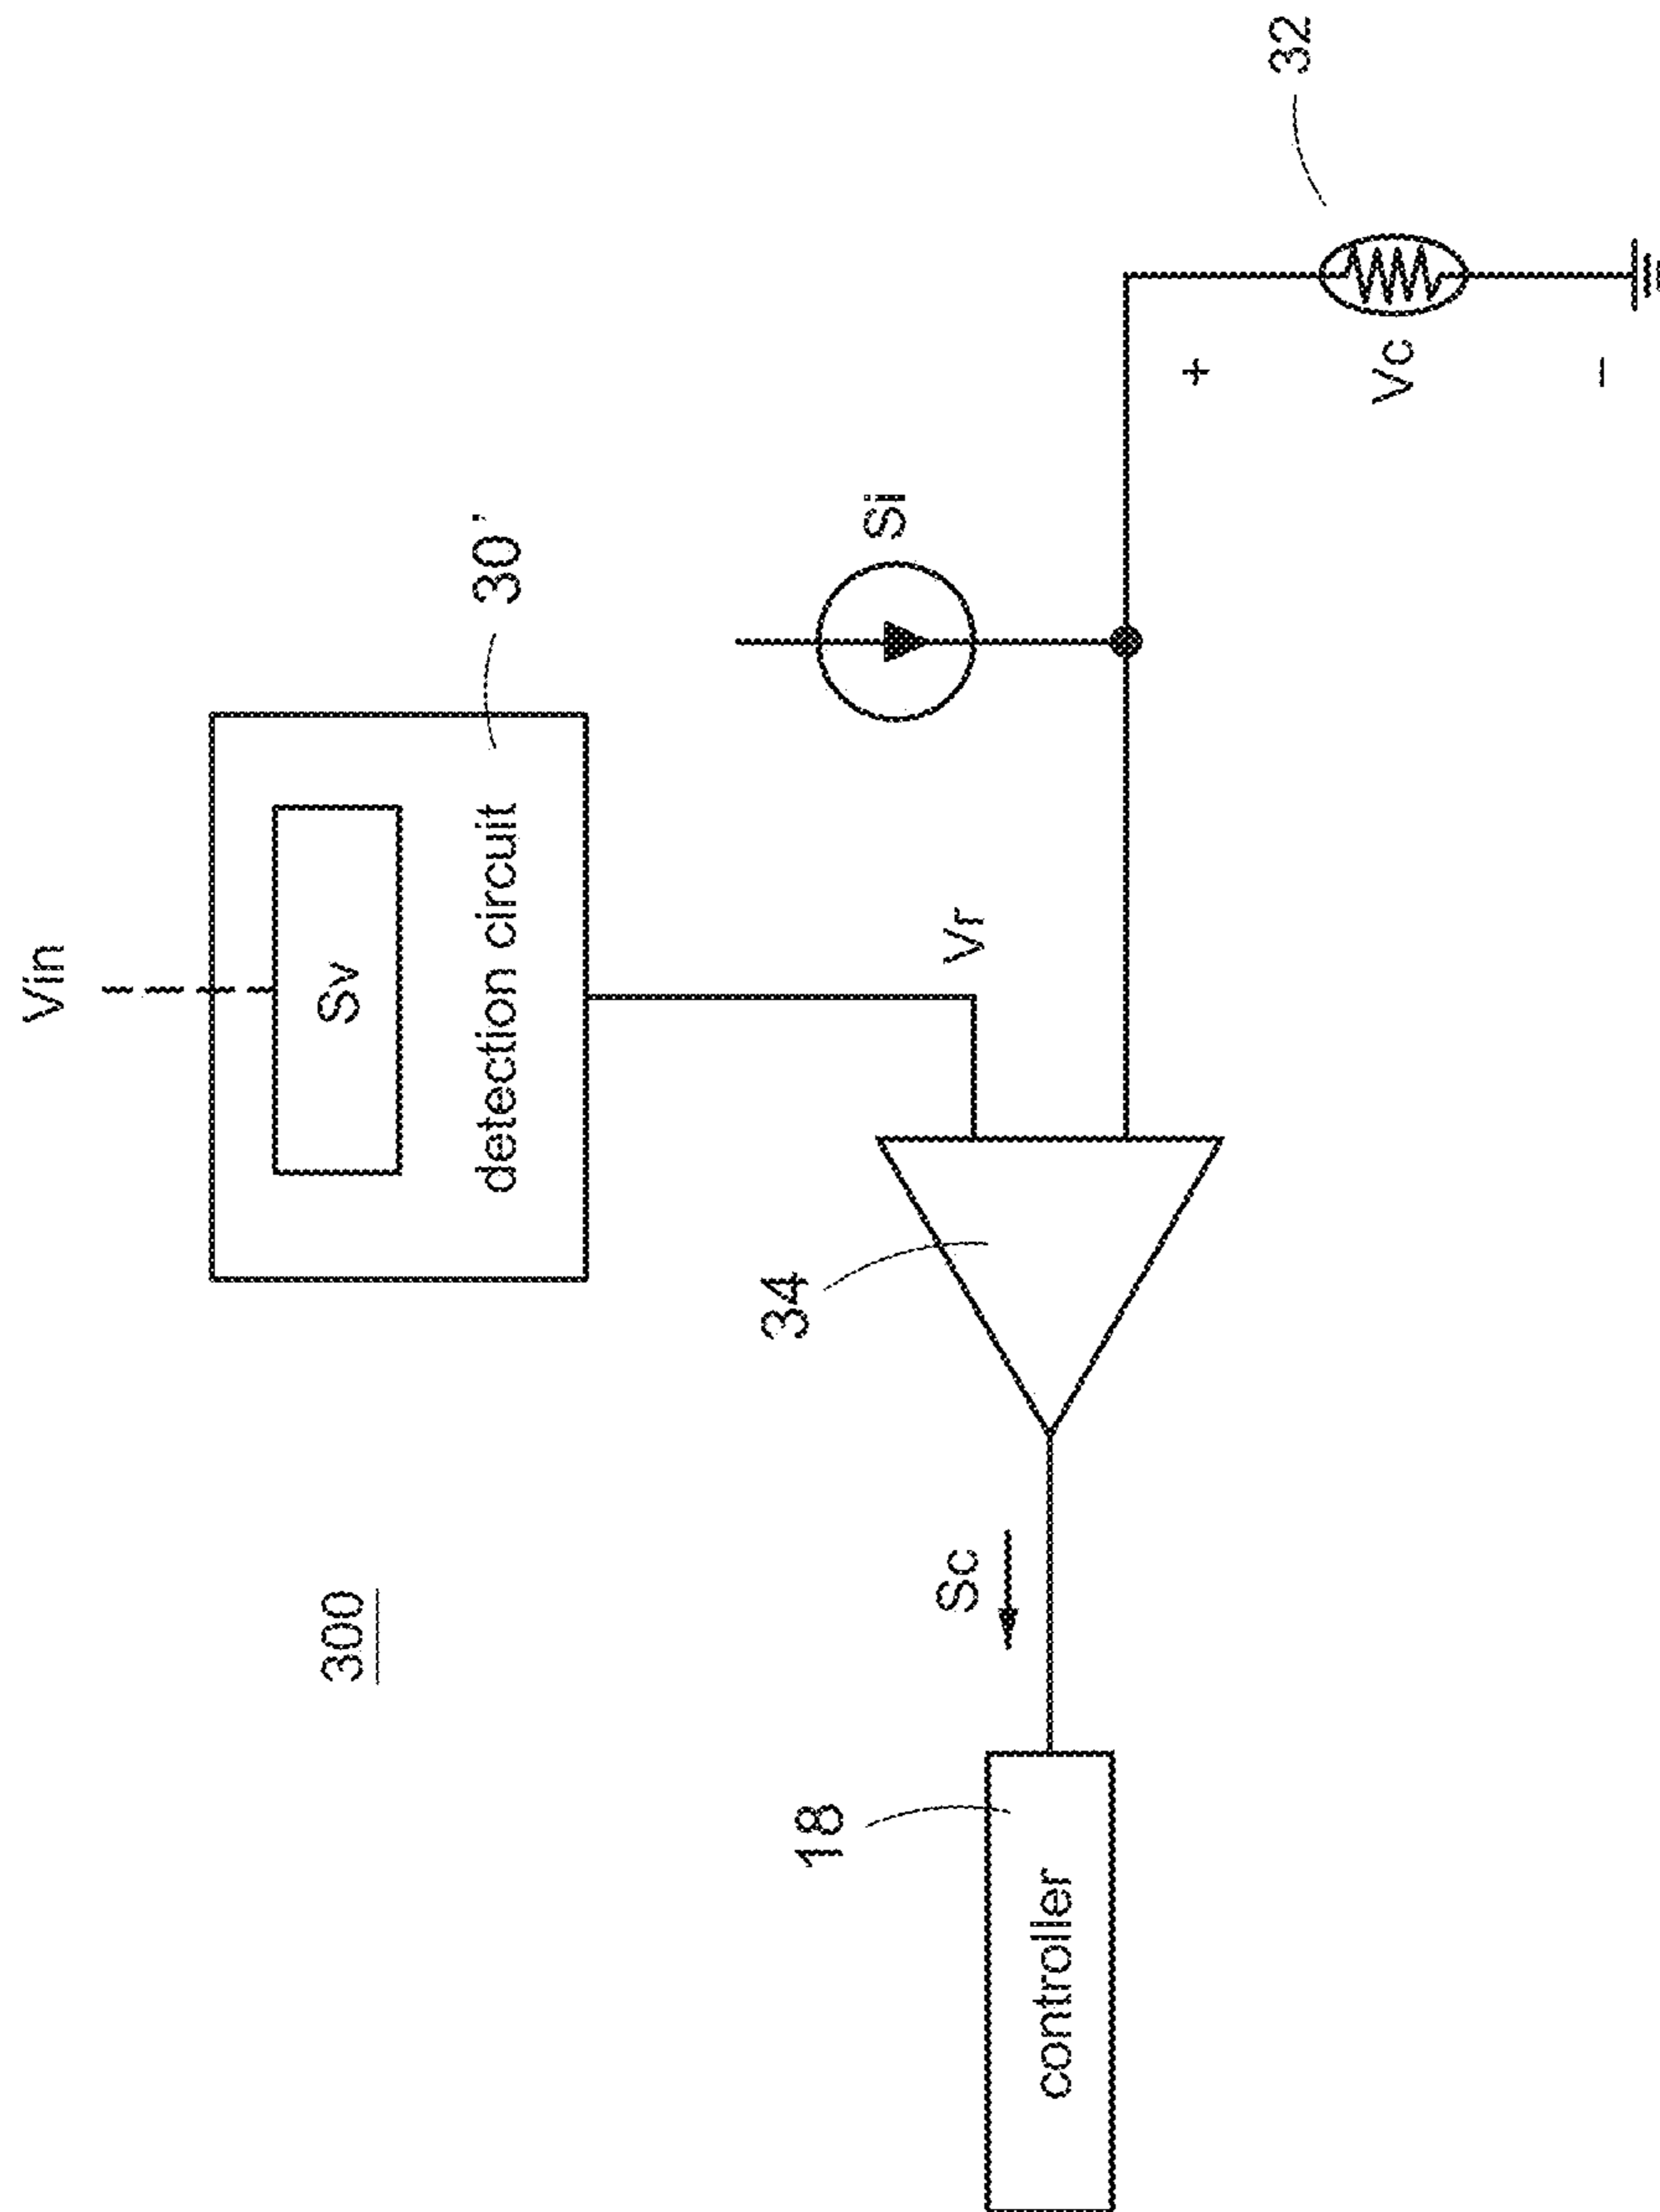 Vin
Sv
detection circuit
30'
300
Si
Vr
34
Sc
18
controller
32
+
Vc
−